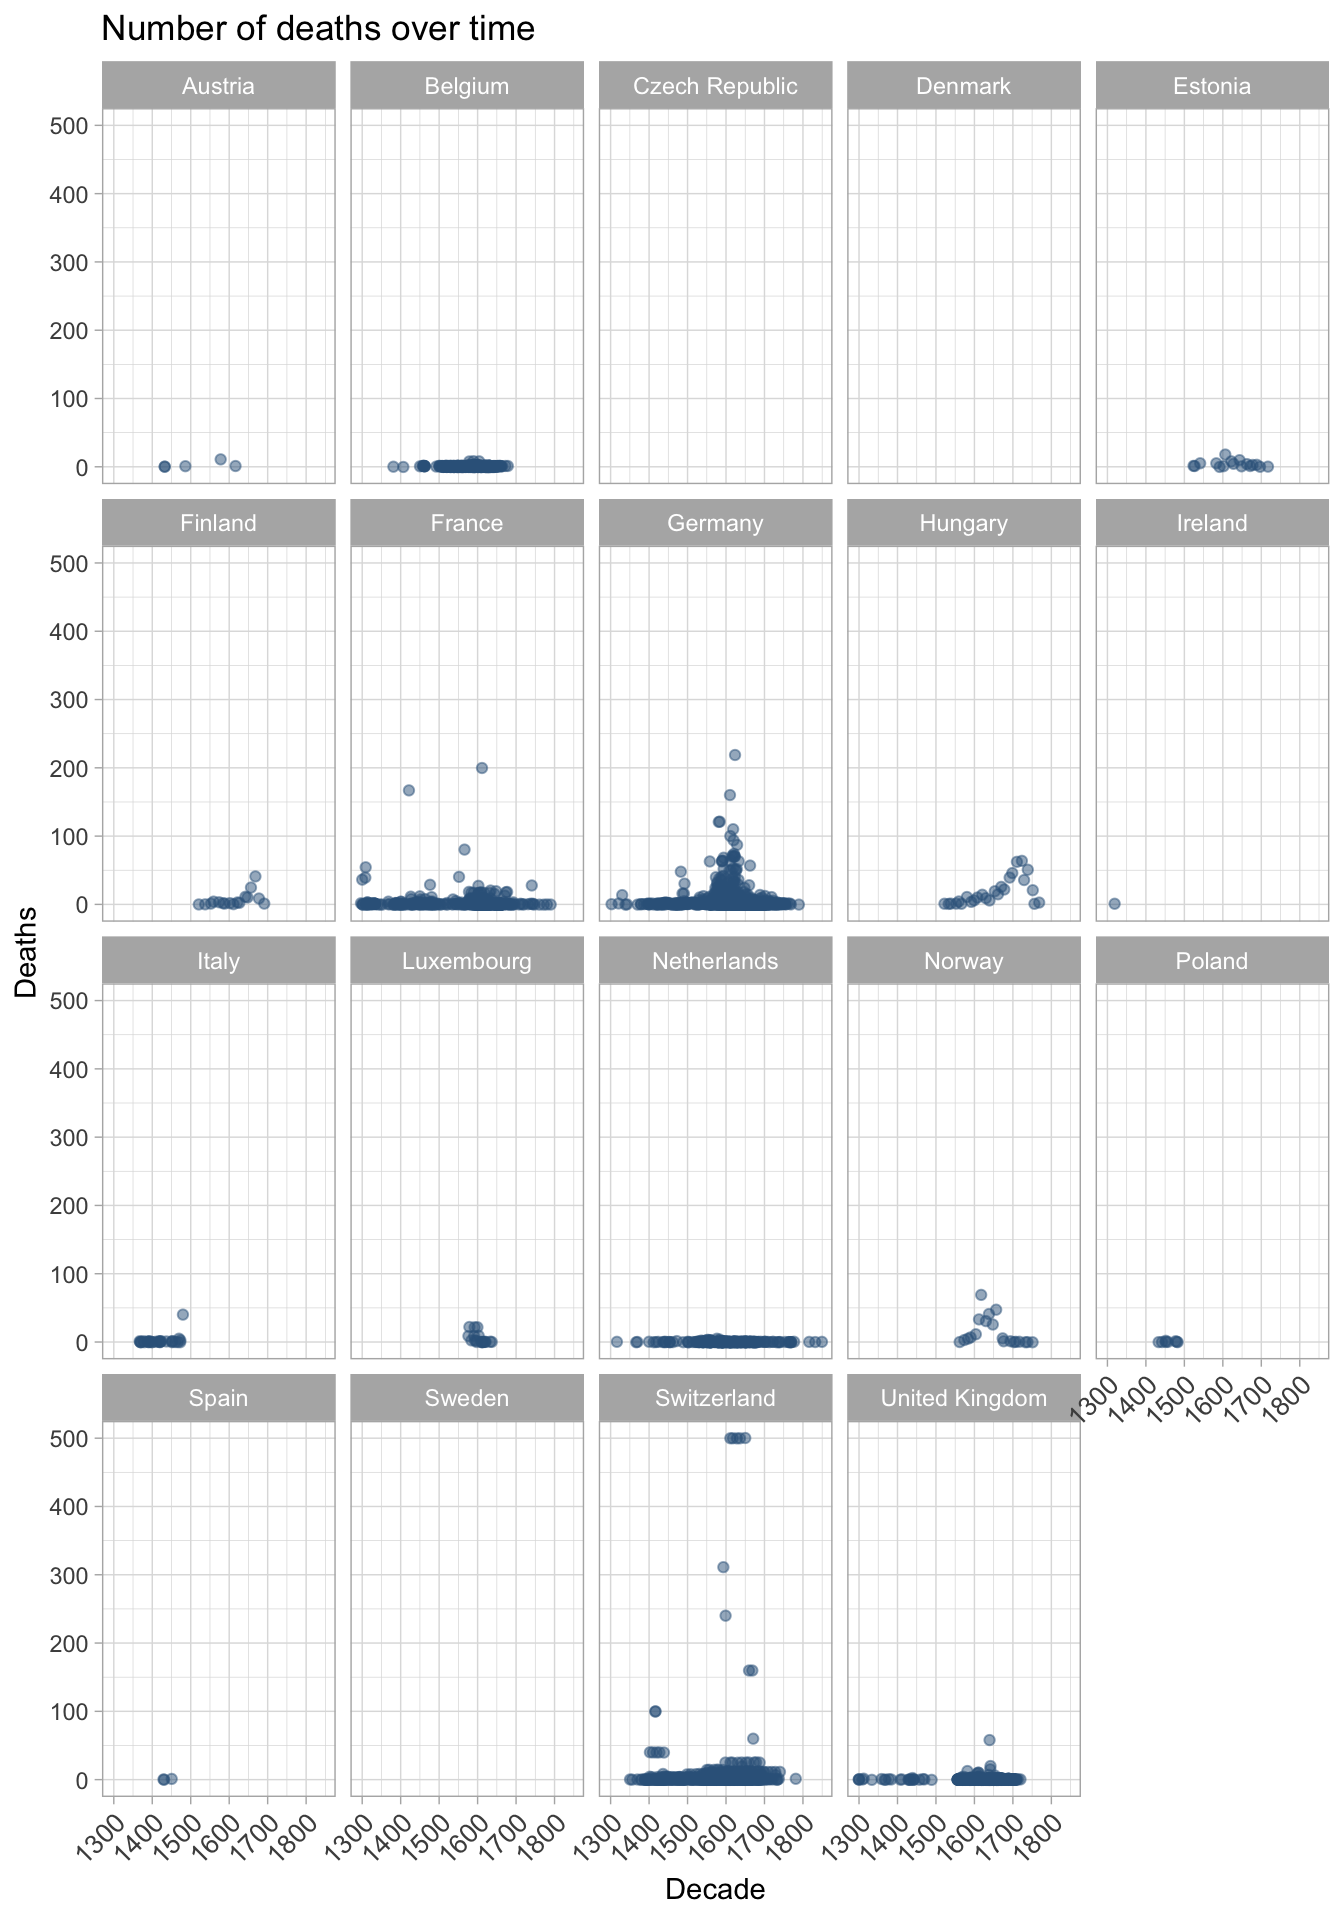 Number of deaths over time
Austria Belgium Czech Republic Denmark Estonia
500
400
300
200
100
0
Finland France Germany Hungary Ireland
500
400
300
200
100
0
Italy Luxembourg Netherlands Norway Poland
500
400
300
200
100
0
1300 1400 1500 1600 1700 1800
Spain Sweden Switzerland United Kingdom
500
400
300
200
100
0
1300 1400 1500 1600 1700 1800 1300 1400 1500 1600 1700 1800 1300 1400 1500 1600 1700 1800 1300 1400 1500 1600 1700 1800
Deaths
Decade